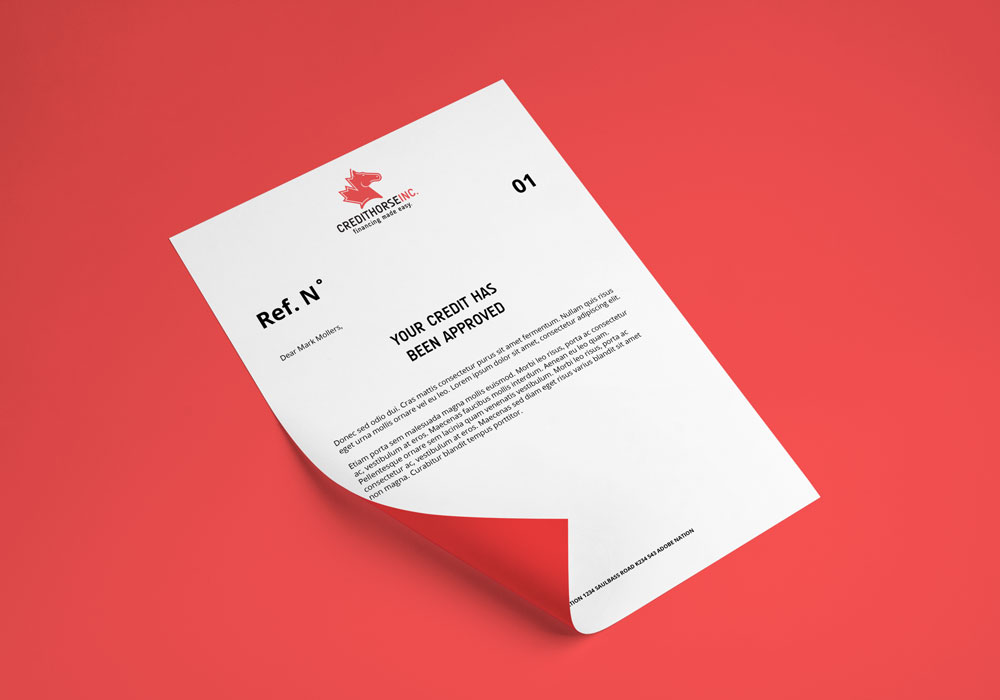 CREDITHORSEINC.
financing made easy.
01
Ref. N°
Dear Mark Mollers,
YOUR CREDIT HAS
BEEN APPROVED
Donec sed odio dui. Cras mattis consectetur purus sit amet fermentum. Nullam quis risus
eget urna mollis ornare vel eu leo. Lorem ipsum dolor sit amet, consectetur adipiscing elit.
Etiam porta sem malesuada magna mollis euismod. Morbi leo risus, porta ac consectetur
ac, vestibulum at eros. Maecenas faucibus mollis interdum. Aenean eu leo quam.
Pellentesque ornare sem lacinia quam venenatis vestibulum. Morbi leo risus, porta ac
consectetur ac, vestibulum at eros. Maecenas sed diam eget risus varius blandit sit amet
non magna. Curabitur blandit tempus porttitor.
TION 1234 SAULBASS ROAD K234 543 ADOBE NATION